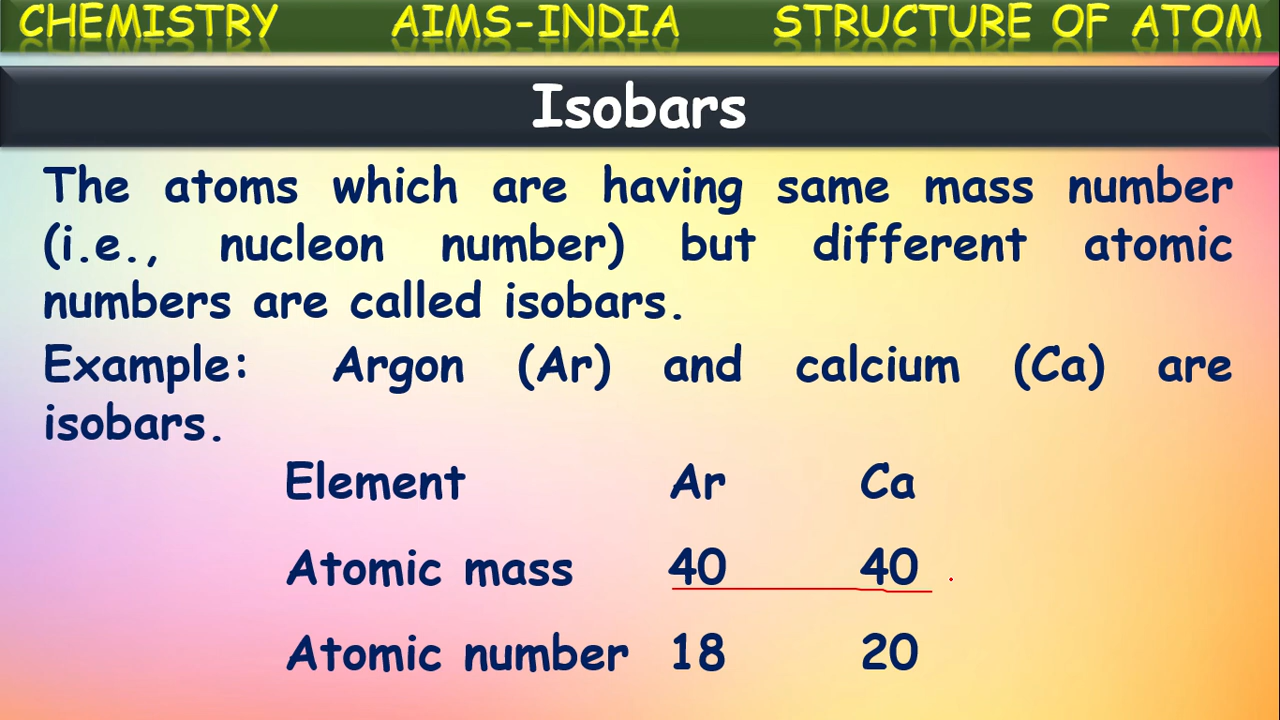 CHEMISTRY AIMS-INDIA STRUCTURE OF ATOM
Isobars
The atoms which are having same mass number
(i.e., nucleon number) but different atomic
numbers are called isobars.
Example: Argon (Ar) and calcium (Ca) are
isobars.
Element Ar Ca
Atomic mass 40 40
Atomic number 18 20